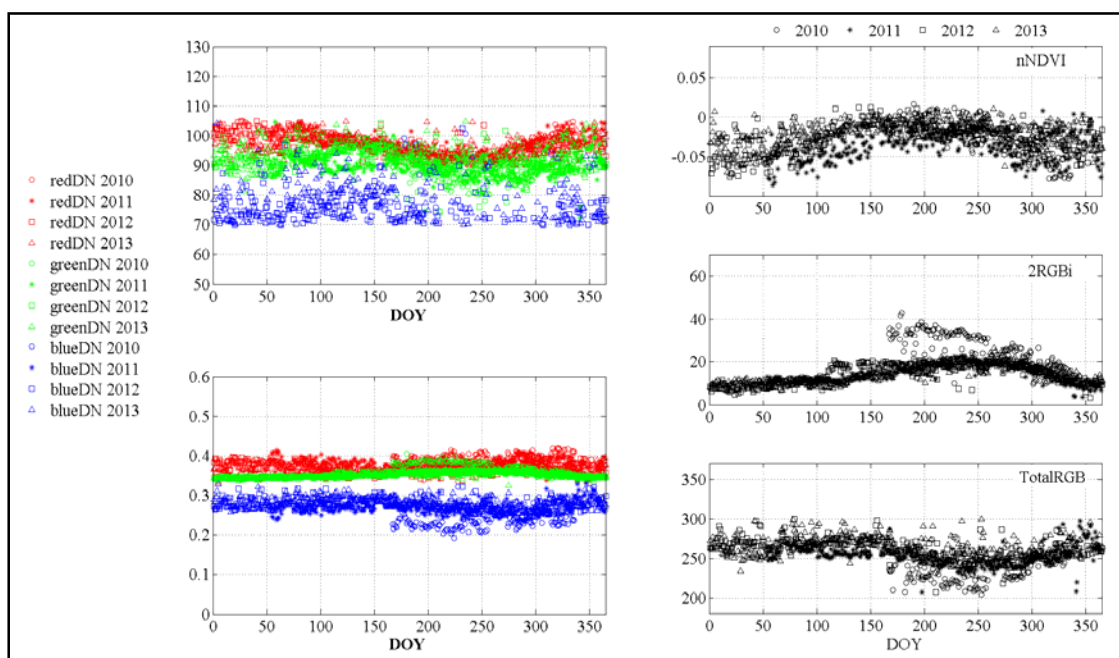 redDN 2010
redDN 2011
redDN 2012
redDN 2013
greenDN 2010
greenDN 2011
greenDN 2012
greenDN 2013
blueDN 2010
blueDN 2011
blueDN 2012
blueDN 2013
130
120
110
100
90
80
70
60
50
0 50 100 150 200 250 300 350
DOY
0.6
0.5
0.4
0.3
0.2
0.1
0
0 50 100 150 200 250 300 350
DOY
2010 2011 2012 2013
nNDVI
0.05
0
-0.05
0 50 100 150 200 250 300 350
2RGBi
60
40
20
0
0 50 100 150 200 250 300 350
TotalRGB
350
300
250
200
0 50 100 150 200 250 300 350
DOY